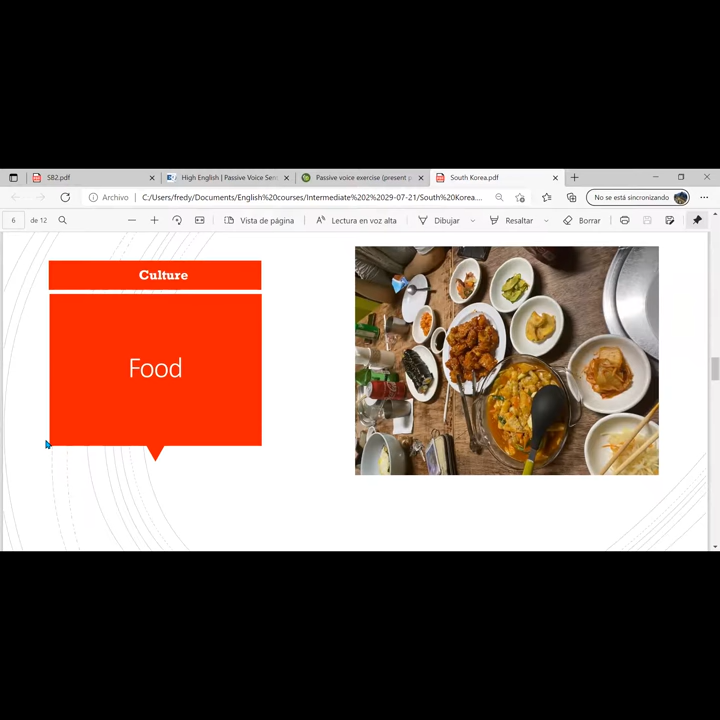 SB2.pdf
High English | Passive Voice Sen
Passive voice exercise (present p
South Korea.pdf
Archivo
C:/Users/fredy/Documents/English%20courses/Intermediate%202%2029-07-21/South%20Korea....
No se está sincronizando
6
de 12
Vista de página
Lectura en voz alta
Dibujar
Resaltar
Borrar
Culture
Food